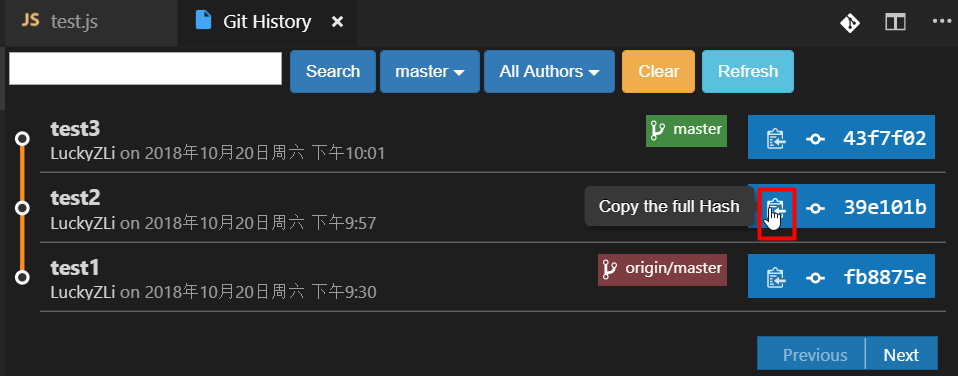 JS test.js Git History
Search master All Authors Clear Refresh
test3 master 43f7f02
LuckyZLi on 2018年10月20日周六 下午10:01
test2 Copy the full Hash 39e101b
LuckyZLi on 2018年10月20日周六 下午9:57
test1 origin/master fb8875e
LuckyZLi on 2018年10月20日周六 下午9:30
Previous Next